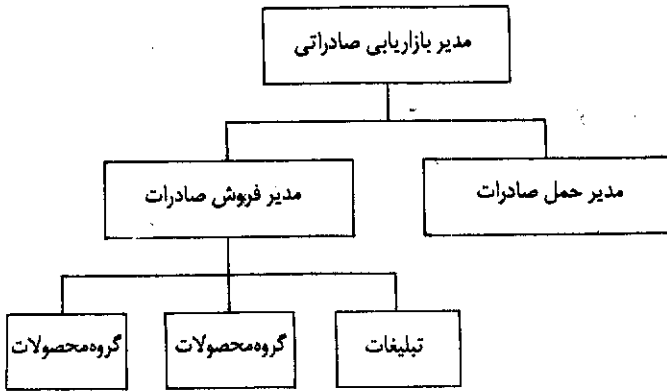 مدیر بازاریابی صادراتی
مدیر حمل صادرات
مدیر فروش صادرات
تبلیغات
گروه‌محصولات
گروه‌محصولات